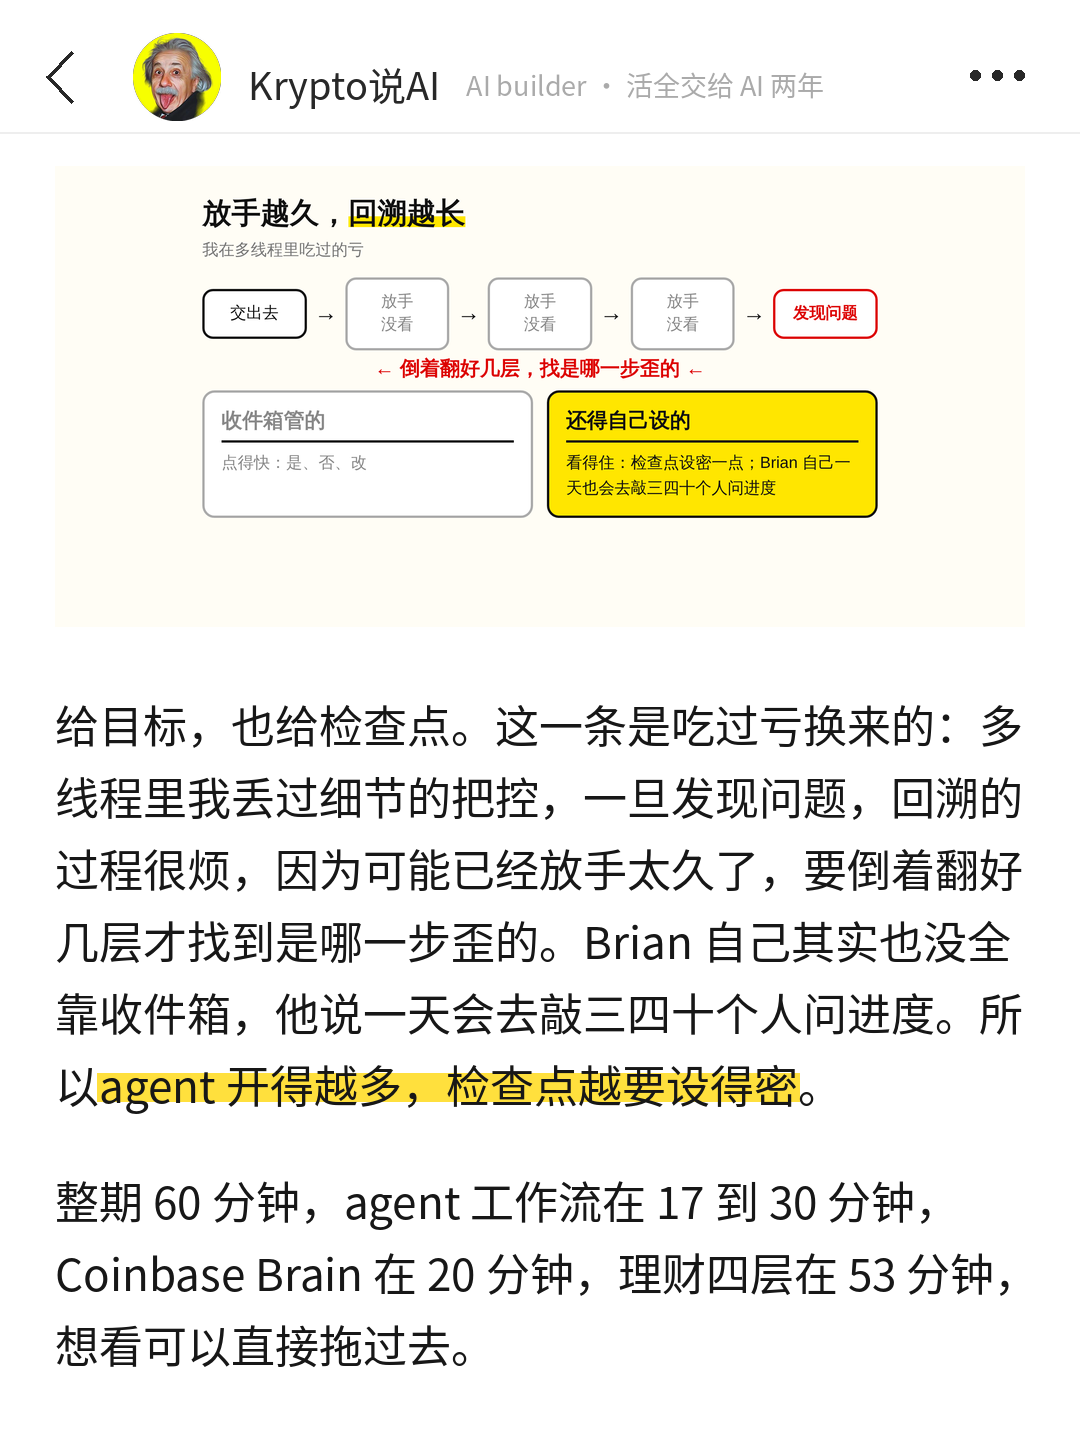 Krypto说AI AI builder · 活全交给 AI 两年
放手越久，回溯越长
我在多线程里吃过的亏
交出去 → 放手 没看 → 放手 没看 → 放手 没看 → 发现问题
← 倒着翻好几层，找是哪一步歪的 ←
收件箱管的
点得快：是、否、改
还得自己设的
看得住：检查点设密一点；Brian 自己一
天也会去敲三四十个人问进度
给目标，也给检查点。这一条是吃过亏换来的：多
线程里我丢过细节的把控，一旦发现问题，回溯的
过程很烦，因为可能已经放手太久了，要倒着翻好
几层才找到是哪一步歪的。Brian 自己其实也没全
靠收件箱，他说一天会去敲三四十个人问进度。所
以agent 开得越多，检查点越要设得密。
整期 60 分钟，agent 工作流在 17 到 30 分钟，
Coinbase Brain 在 20 分钟，理财四层在 53 分钟，
想看可以直接拖过去。